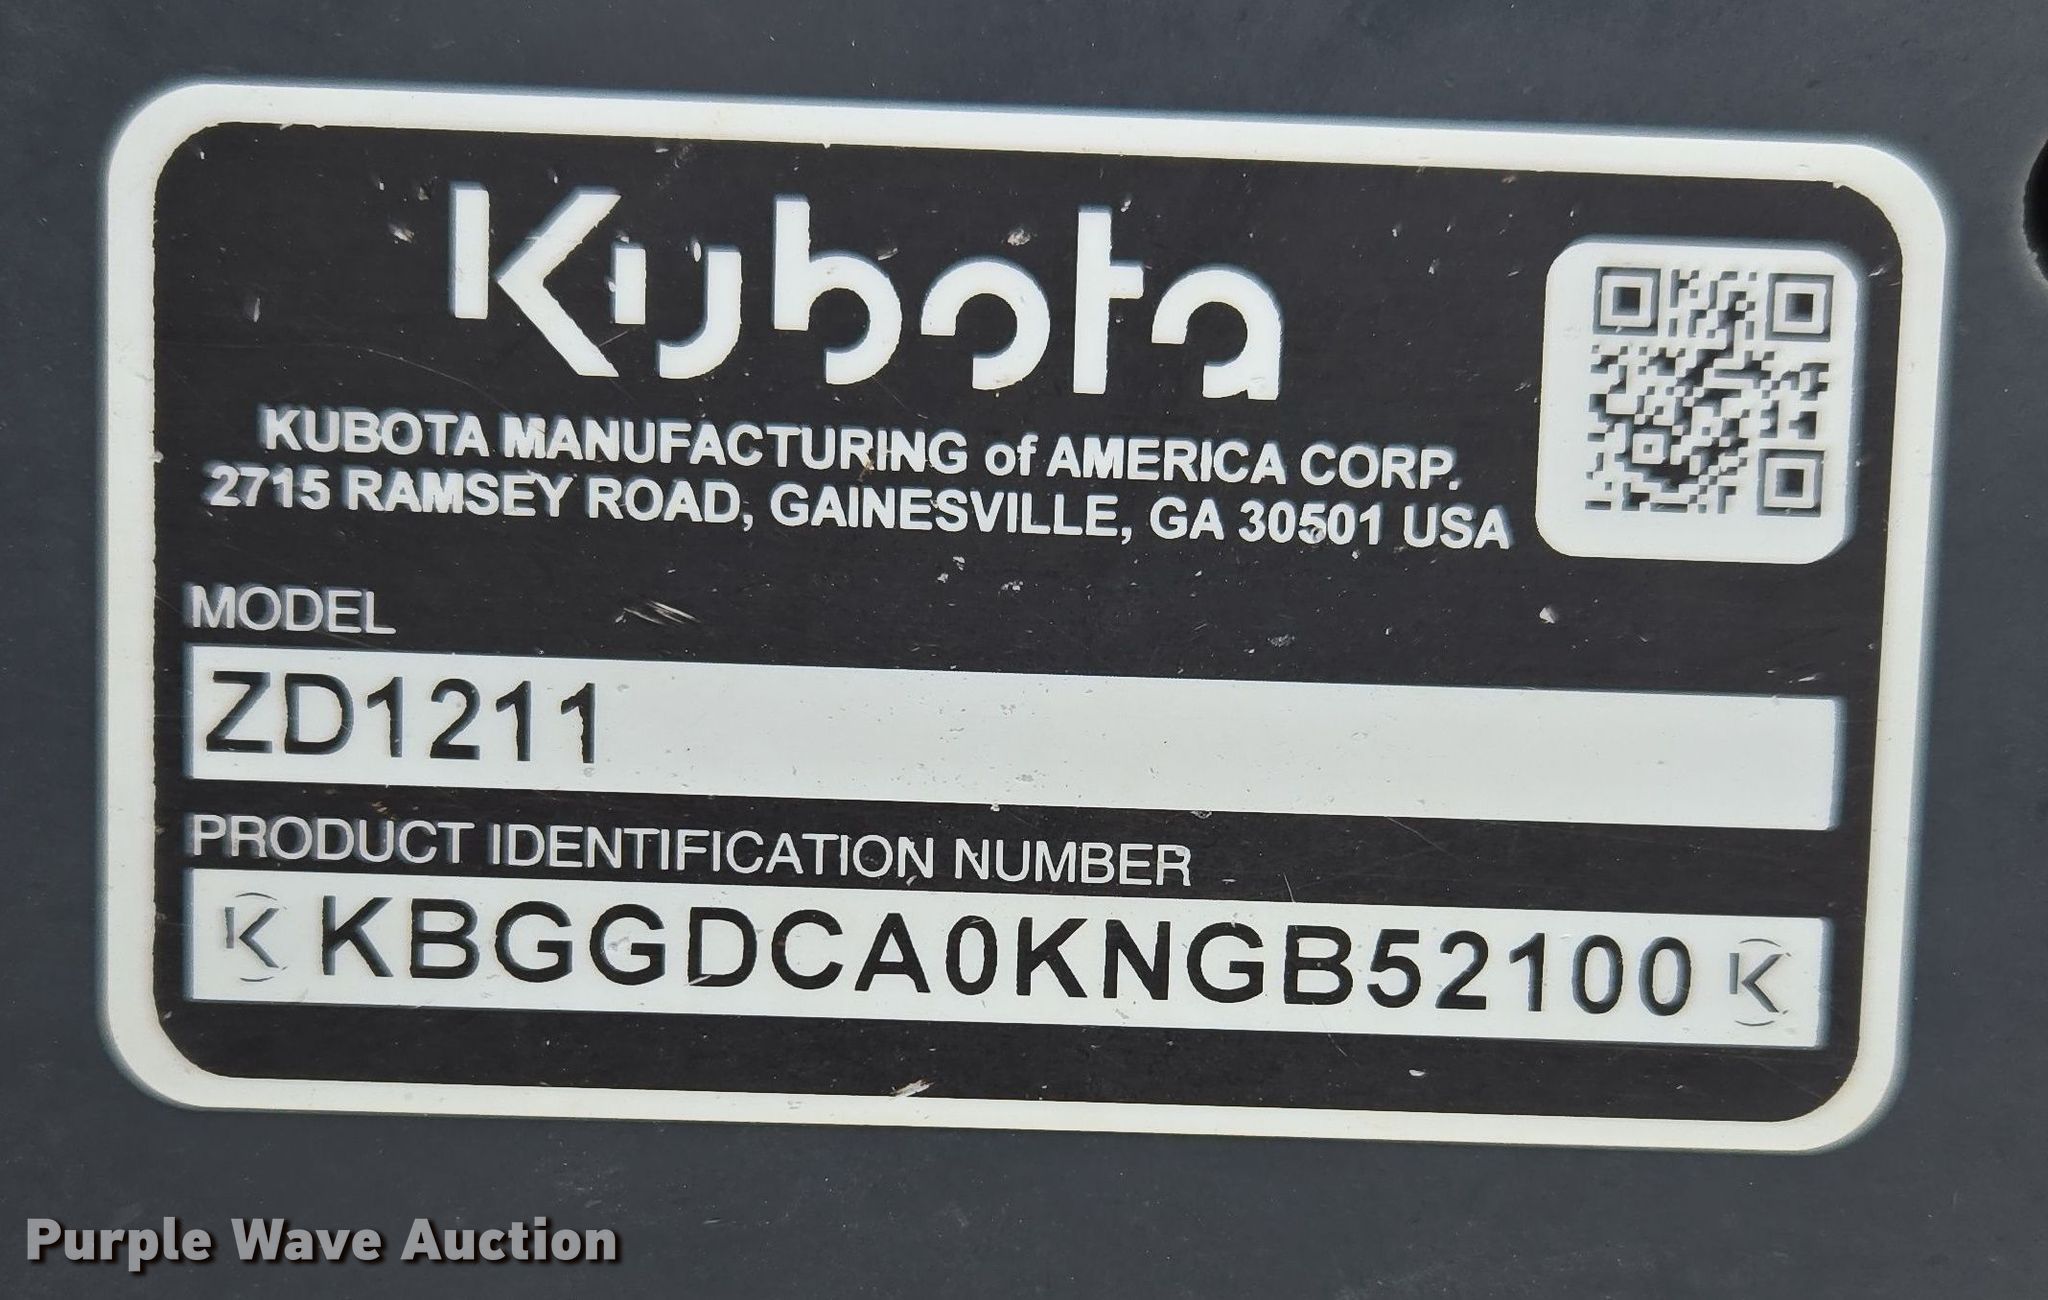 Kubota
KUBOTA MANUFACTURING of AMERICA CORP.
2715 RAMSEY ROAD, GAINESVILLE, GA 30501 USA
MODEL
ZD1211
PRODUCT IDENTIFICATION NUMBER
K KBGGDCA0KNGB52100 K
Purple Wave Auction